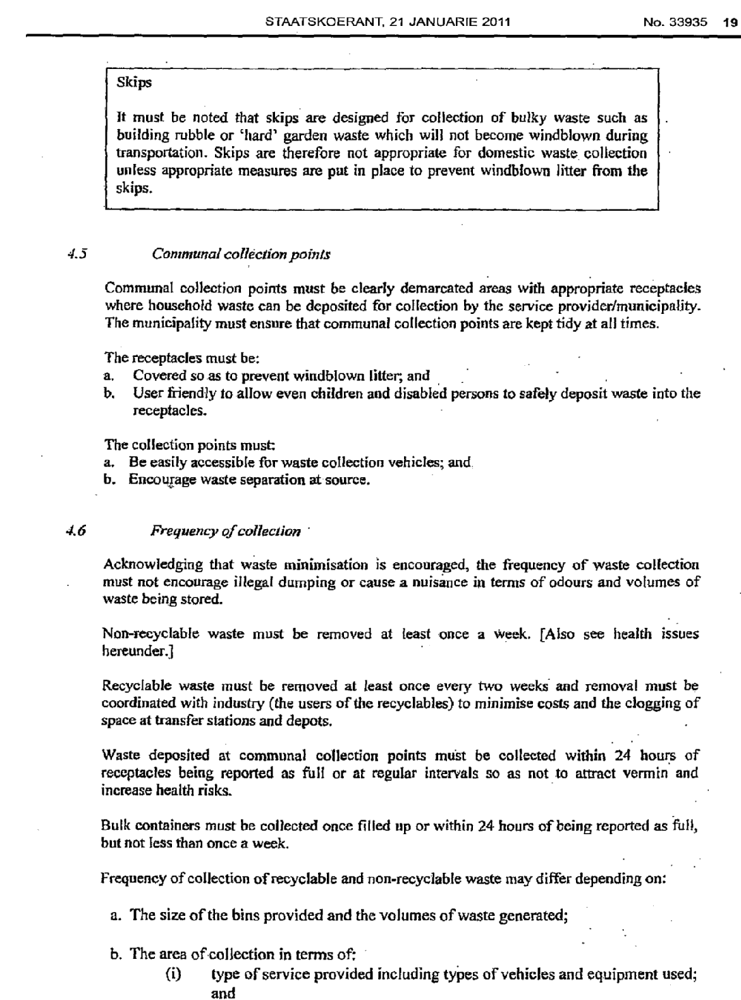 STAATSKOERANT, 21 JANUARIE 2011 No. 33935 19
Skips
It must be noted that skips are designed for collection of bulky waste such as
building rubble or 'hard' garden waste which will not become windblown during
transportation. Skips are therefore not appropriate for domestic waste collection
unless appropriate measures are put in place to prevent windblown litter from the
skips.
4.5 Communal collection points
Communal collection points must be clearly demarcated areas with appropriate receptacles
where household waste can be deposited for collection by the service provider/municipality.
The municipality must ensure that communal collection points are kept tidy at all times.
The receptacles must be:
a. Covered so as to prevent windblown litter; and
b. User friendly to allow even children and disabled persons to safely deposit waste into the
receptacles.
The collection points must:
a. Be easily accessible for waste collection vehicles; and
b. Encourage waste separation at source.
4.6 Frequency of collection
Acknowledging that waste minimisation is encouraged, the frequency of waste collection
must not encourage illegal dumping or cause a nuisance in terms of odours and volumes of
waste being stored.
Non-recyclable waste must be removed at least once a week. [Also see health issues
hereunder.]
Recyclable waste must be removed at least once every two weeks and removal must be
coordinated with industry (the users of the recyclables) to minimise costs and the clogging of
space at transfer stations and depots.
Waste deposited at communal collection points must be collected within 24 hours of
receptacles being reported as full or at regular intervals so as not to attract vermin and
increase health risks.
Bulk containers must be collected once filled up or within 24 hours of being reported as full,
but not less than once a week.
Frequency of collection of recyclable and non-recyclable waste may differ depending on:
a. The size of the bins provided and the volumes of waste generated;
b. The area of collection in terms of:
(i) type of service provided including types of vehicles and equipment used;
and